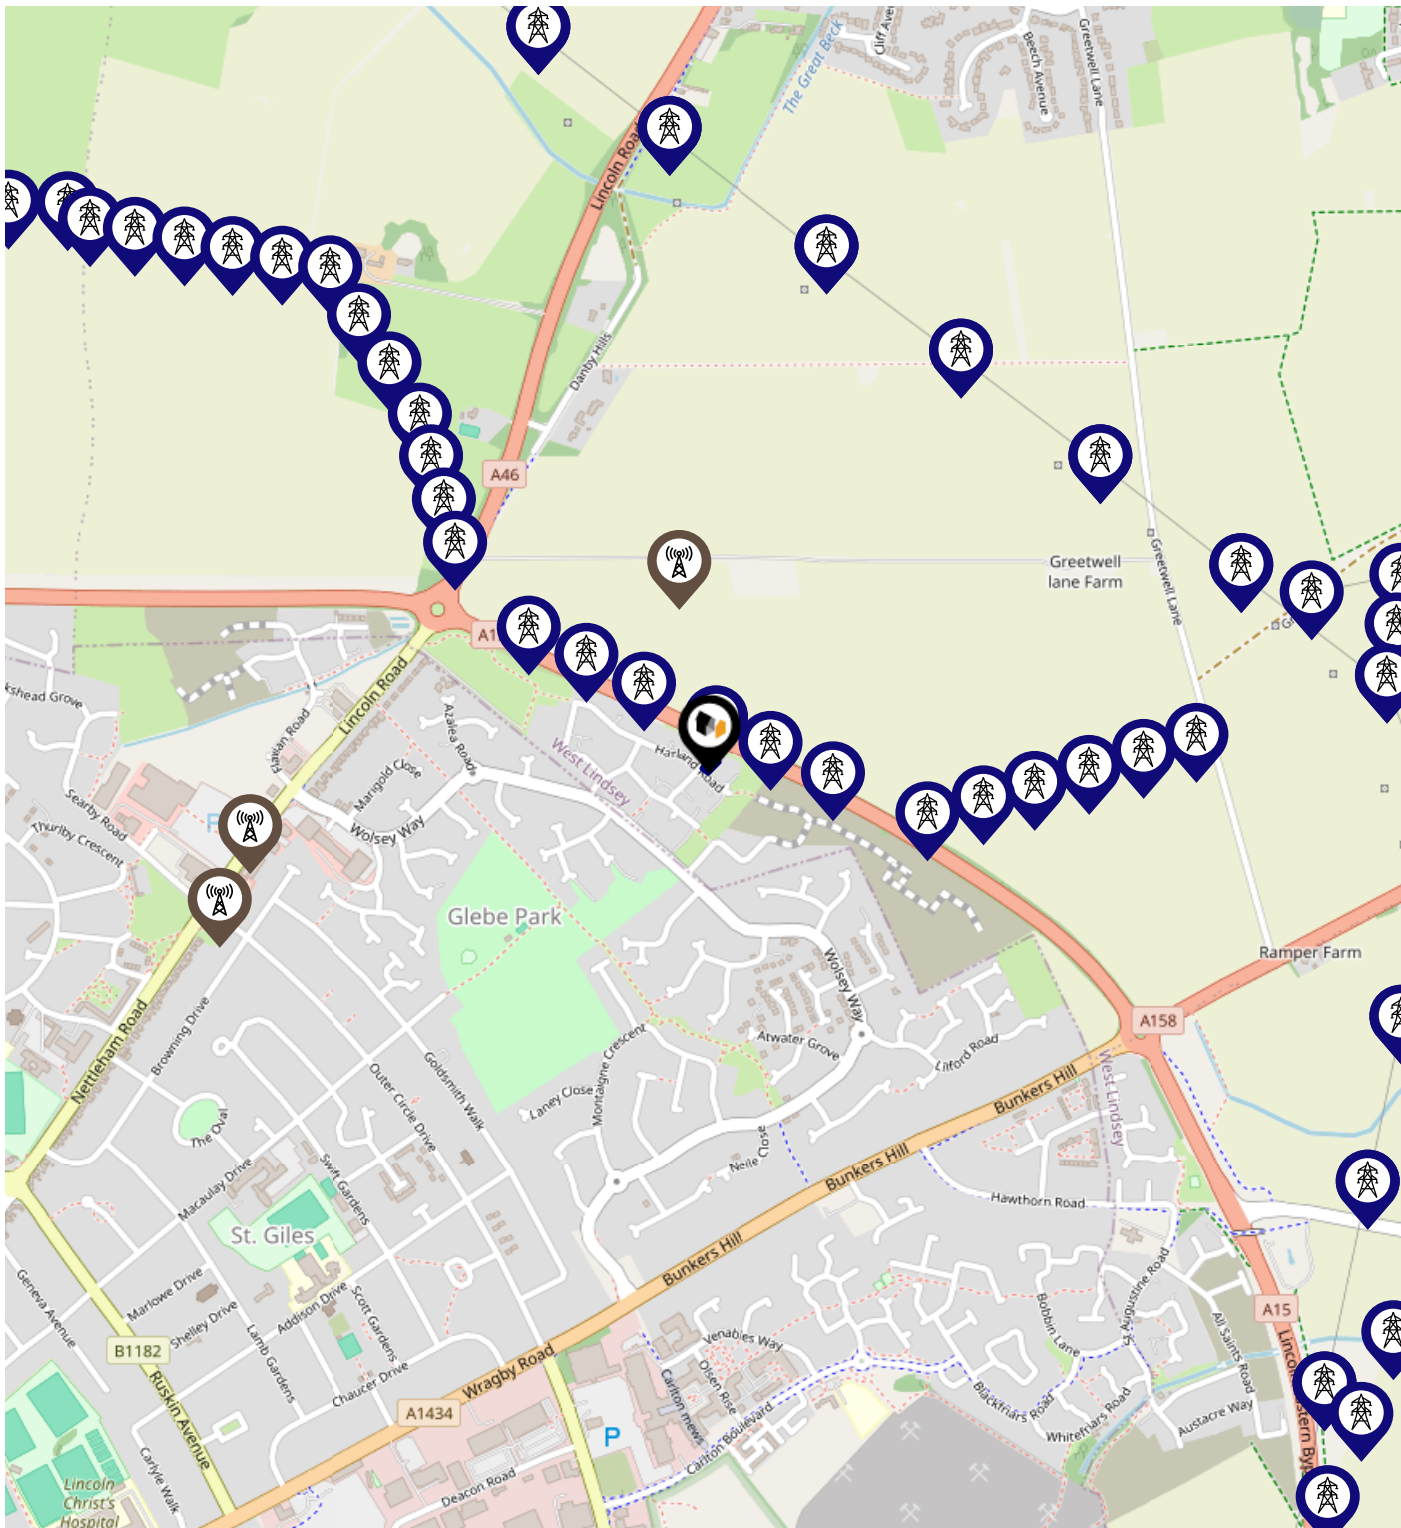 Cliff Ave
Beech Avenue
Greetwell Lane
The Great Beck
Lincoln Road
Danby Hills
A46
Greetwell
lane Farm
Greetwell Lane
Lincoln Road
Flavian Road
Azalea Road
Marigold Close
Wolsey Way
West Lindsey
Harland Road
kshead Grove
Searby Road
Thurlby Crescent
P
Glebe Park
Wolsey Way
Ramper Farm
A158
Nettleham Road
Browning Drive
The Oval
Outer Circle Drive
Goldsmith Walk
Laney Close
Montaigne Crescent
Atwater Grove
Lilford Road
Bunkers Hill
West Lindsey
Neile Close
Bunkers Hill
Hawthorn Road
Macaulay Drive
Swift Gardens
St. Giles
Bunkers Hill
St Augustine Road
A15
Geneva Avenue
Marlowe Drive
Shelley Drive
Addison Drive
Scott Gardens
Lamb Gardens
Chaucer Drive
B1182
Ruskin Avenue
Wragby Road
A1434
Venables Way
Olsen Rise
Carlton mews
Carlton Boulevard
Bobbin Lane
Blackfriars Road
Whitefriars Road
All Saints Road
Austacre Way
P
Deacon Road
Carlyle Walk
Lincoln
Christ's
Hospital